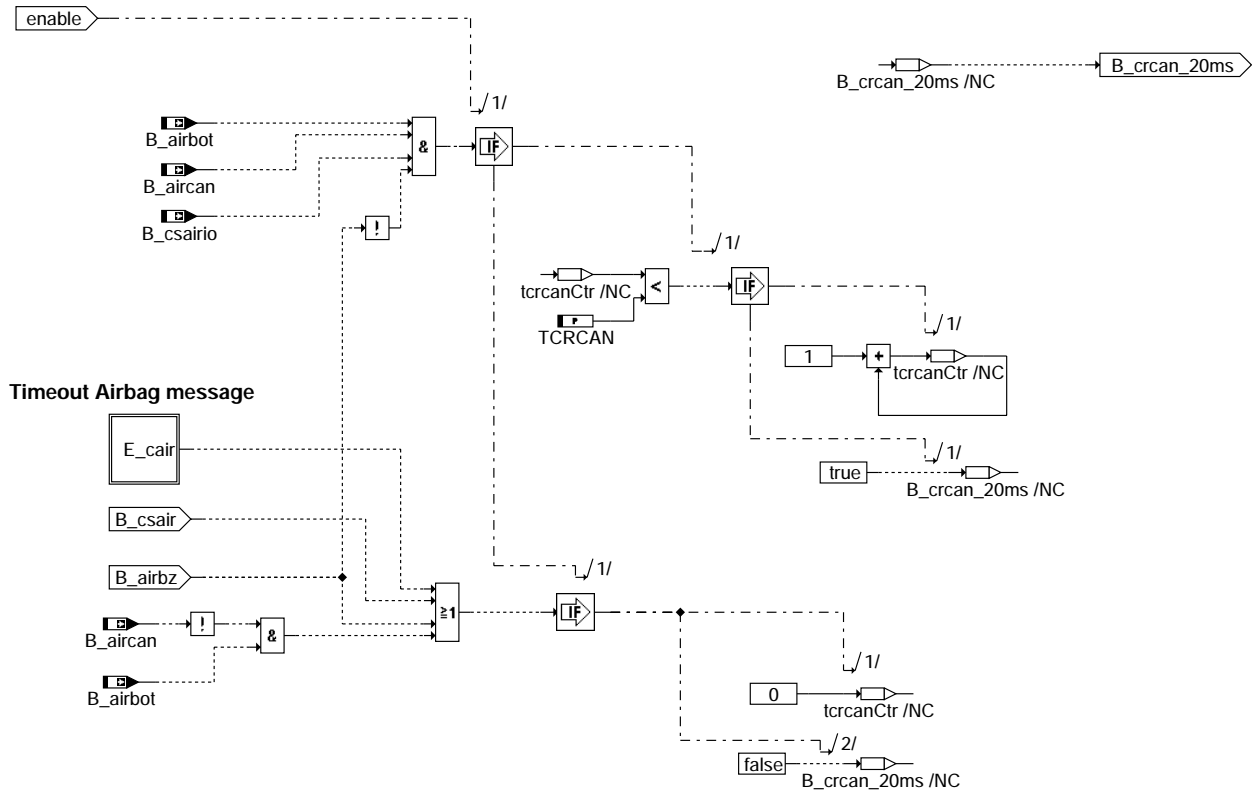 enable
B_crcan_20ms /NC
B_crcan_20ms
/1/
B_airbot
&
IF
B_aircan
B_csairio
!
/1/
tcrcanCtr /NC
<
IF
P
TCRCAN
/1/
1
+
tcrcanCtr /NC
Timeout Airbag message
E_cair
/1/
true
B_crcan_20ms /NC
B_csair
B_airbz
/1/
≥1
IF
B_aircan
!
&
B_airbot
/1/
0
tcrcanCtr /NC
/2/
false
B_crcan_20ms /NC